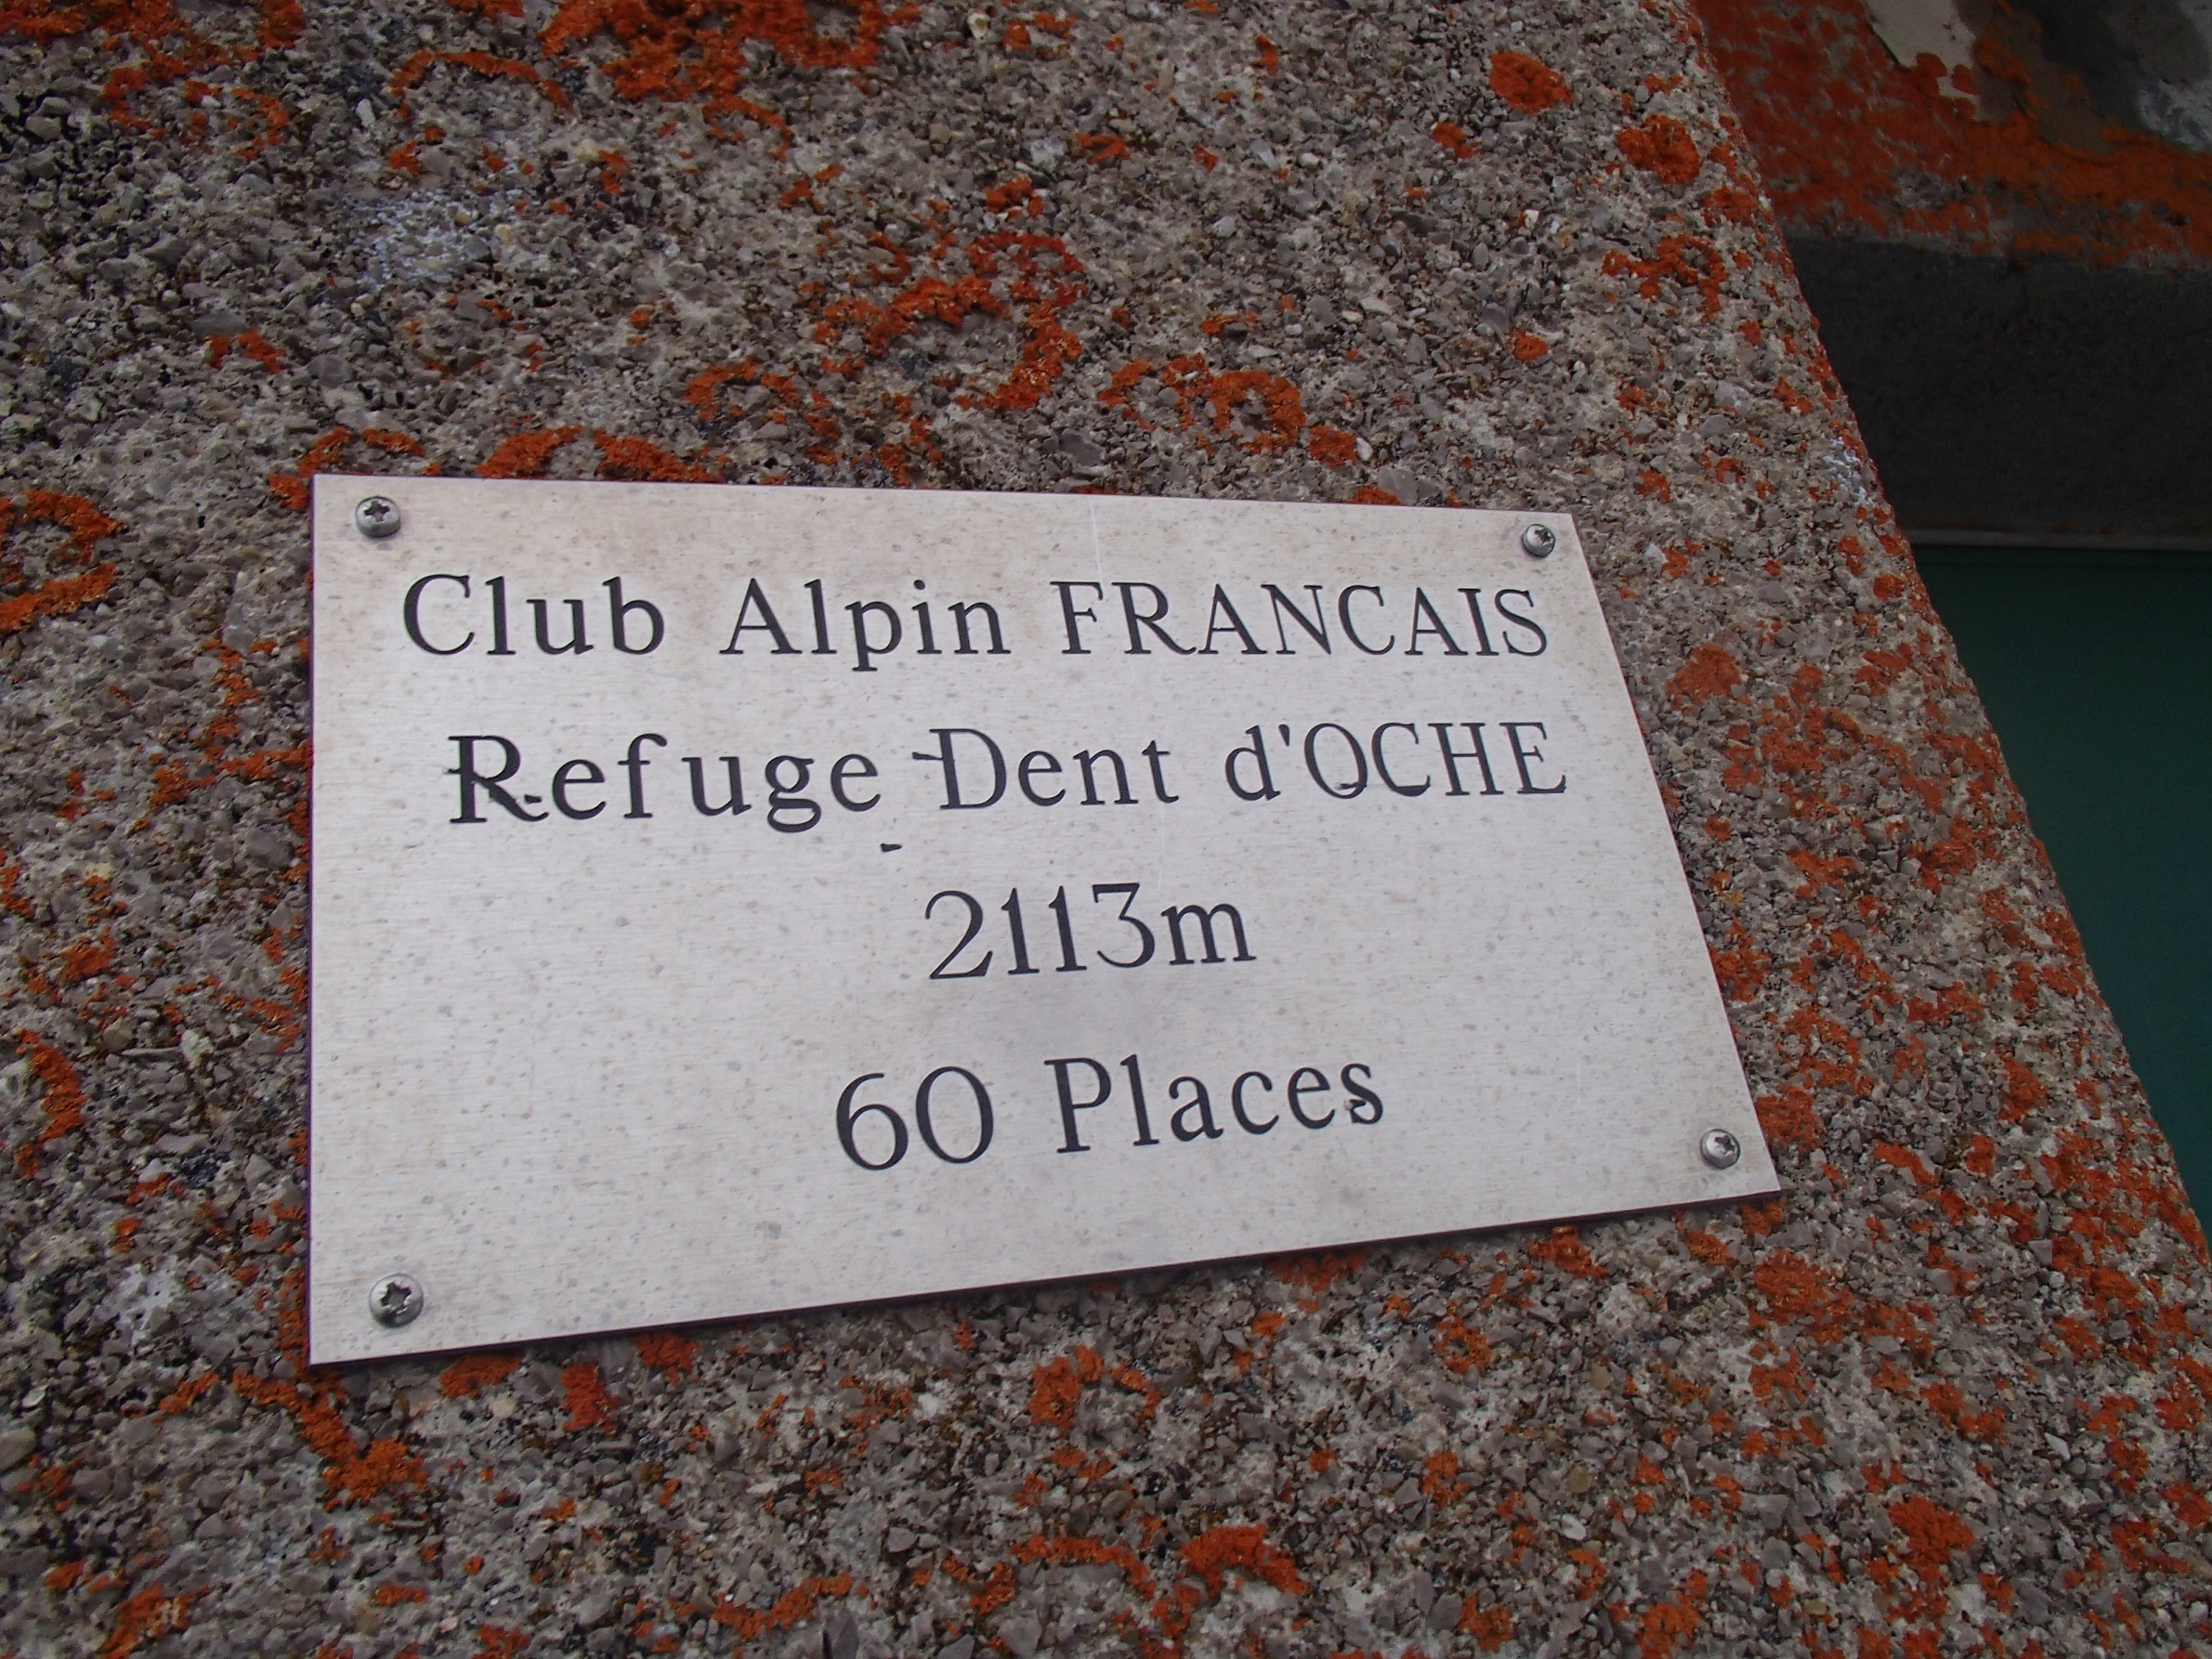 Club Alpin FRANCAIS
Refuge Dent d'OCHE
2113m
60 Places